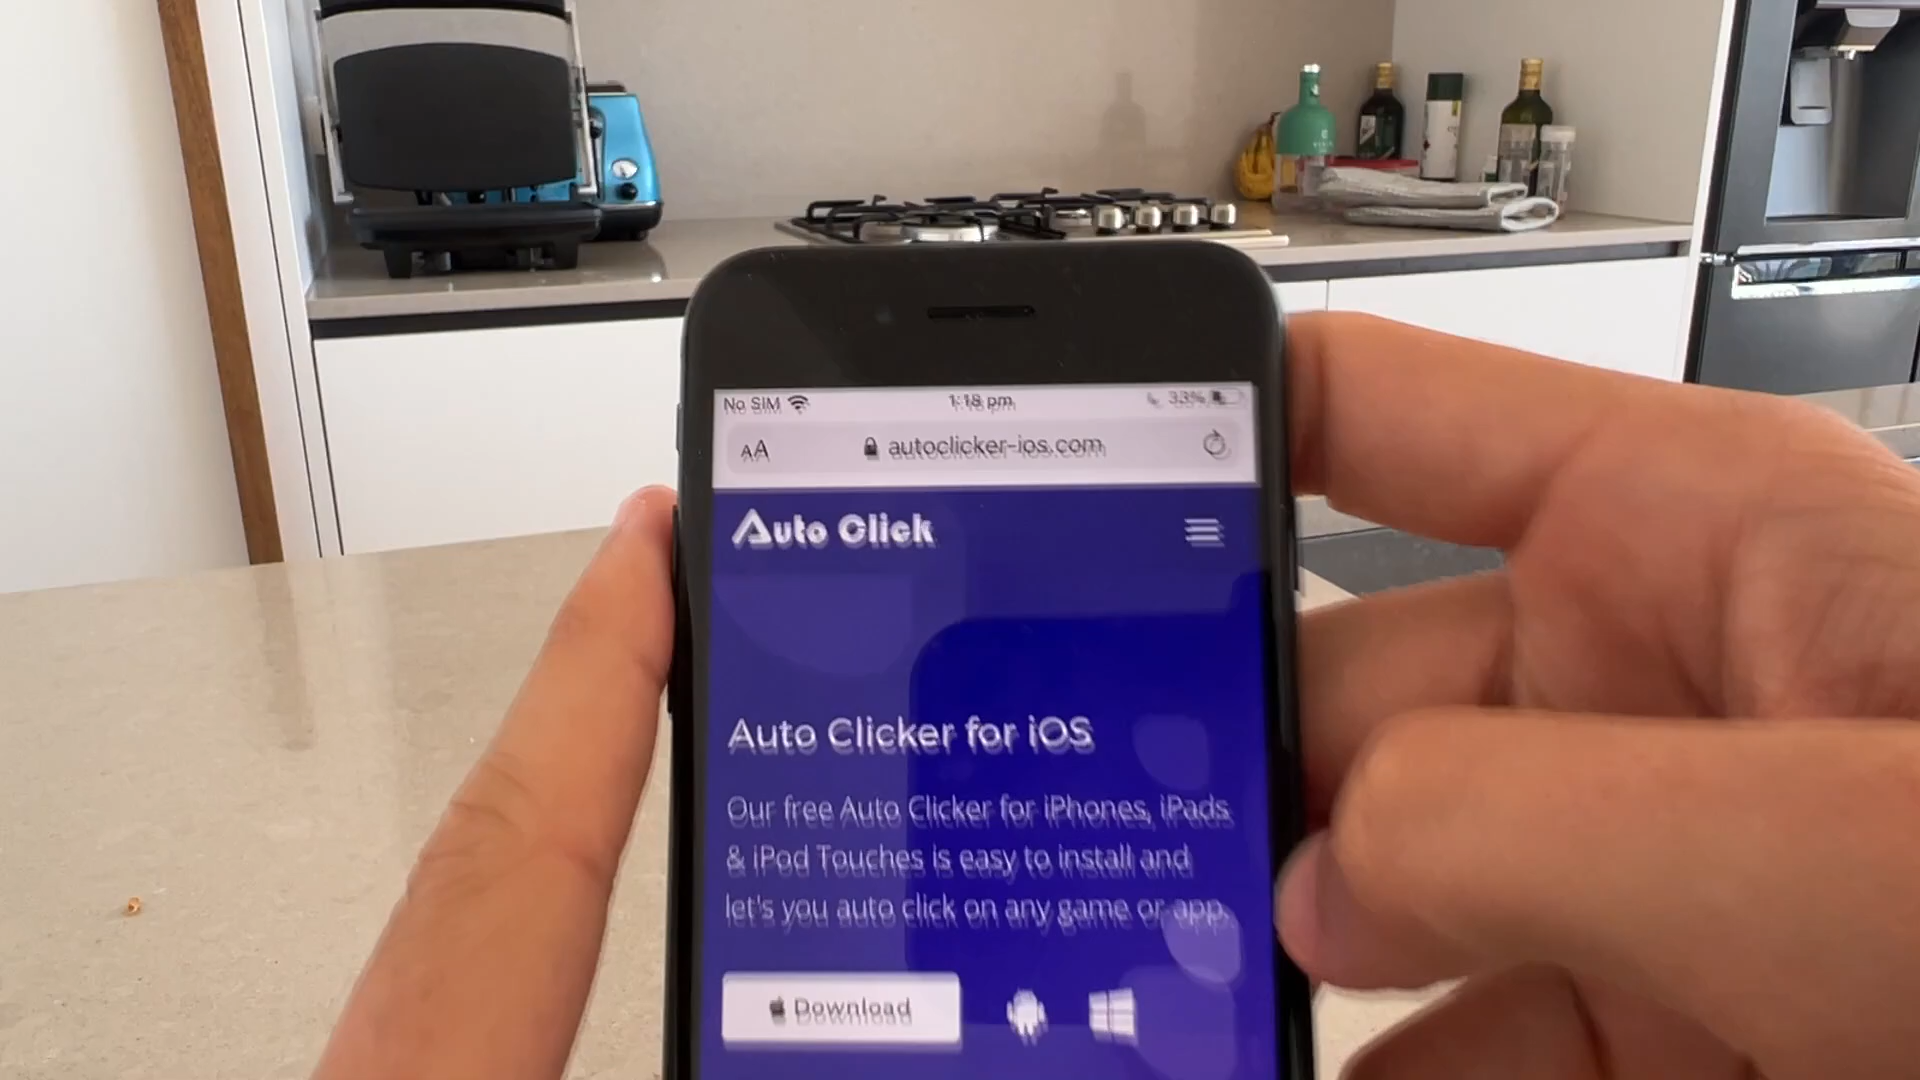 No SIM 1:18 pm 33%
AA autoclicker-ios.com
Auto Click
Auto Clicker for iOS
Our free Auto Clicker for iPhones, iPads
& iPod Touches is easy to install and
let's you auto click on any game or app.
Download